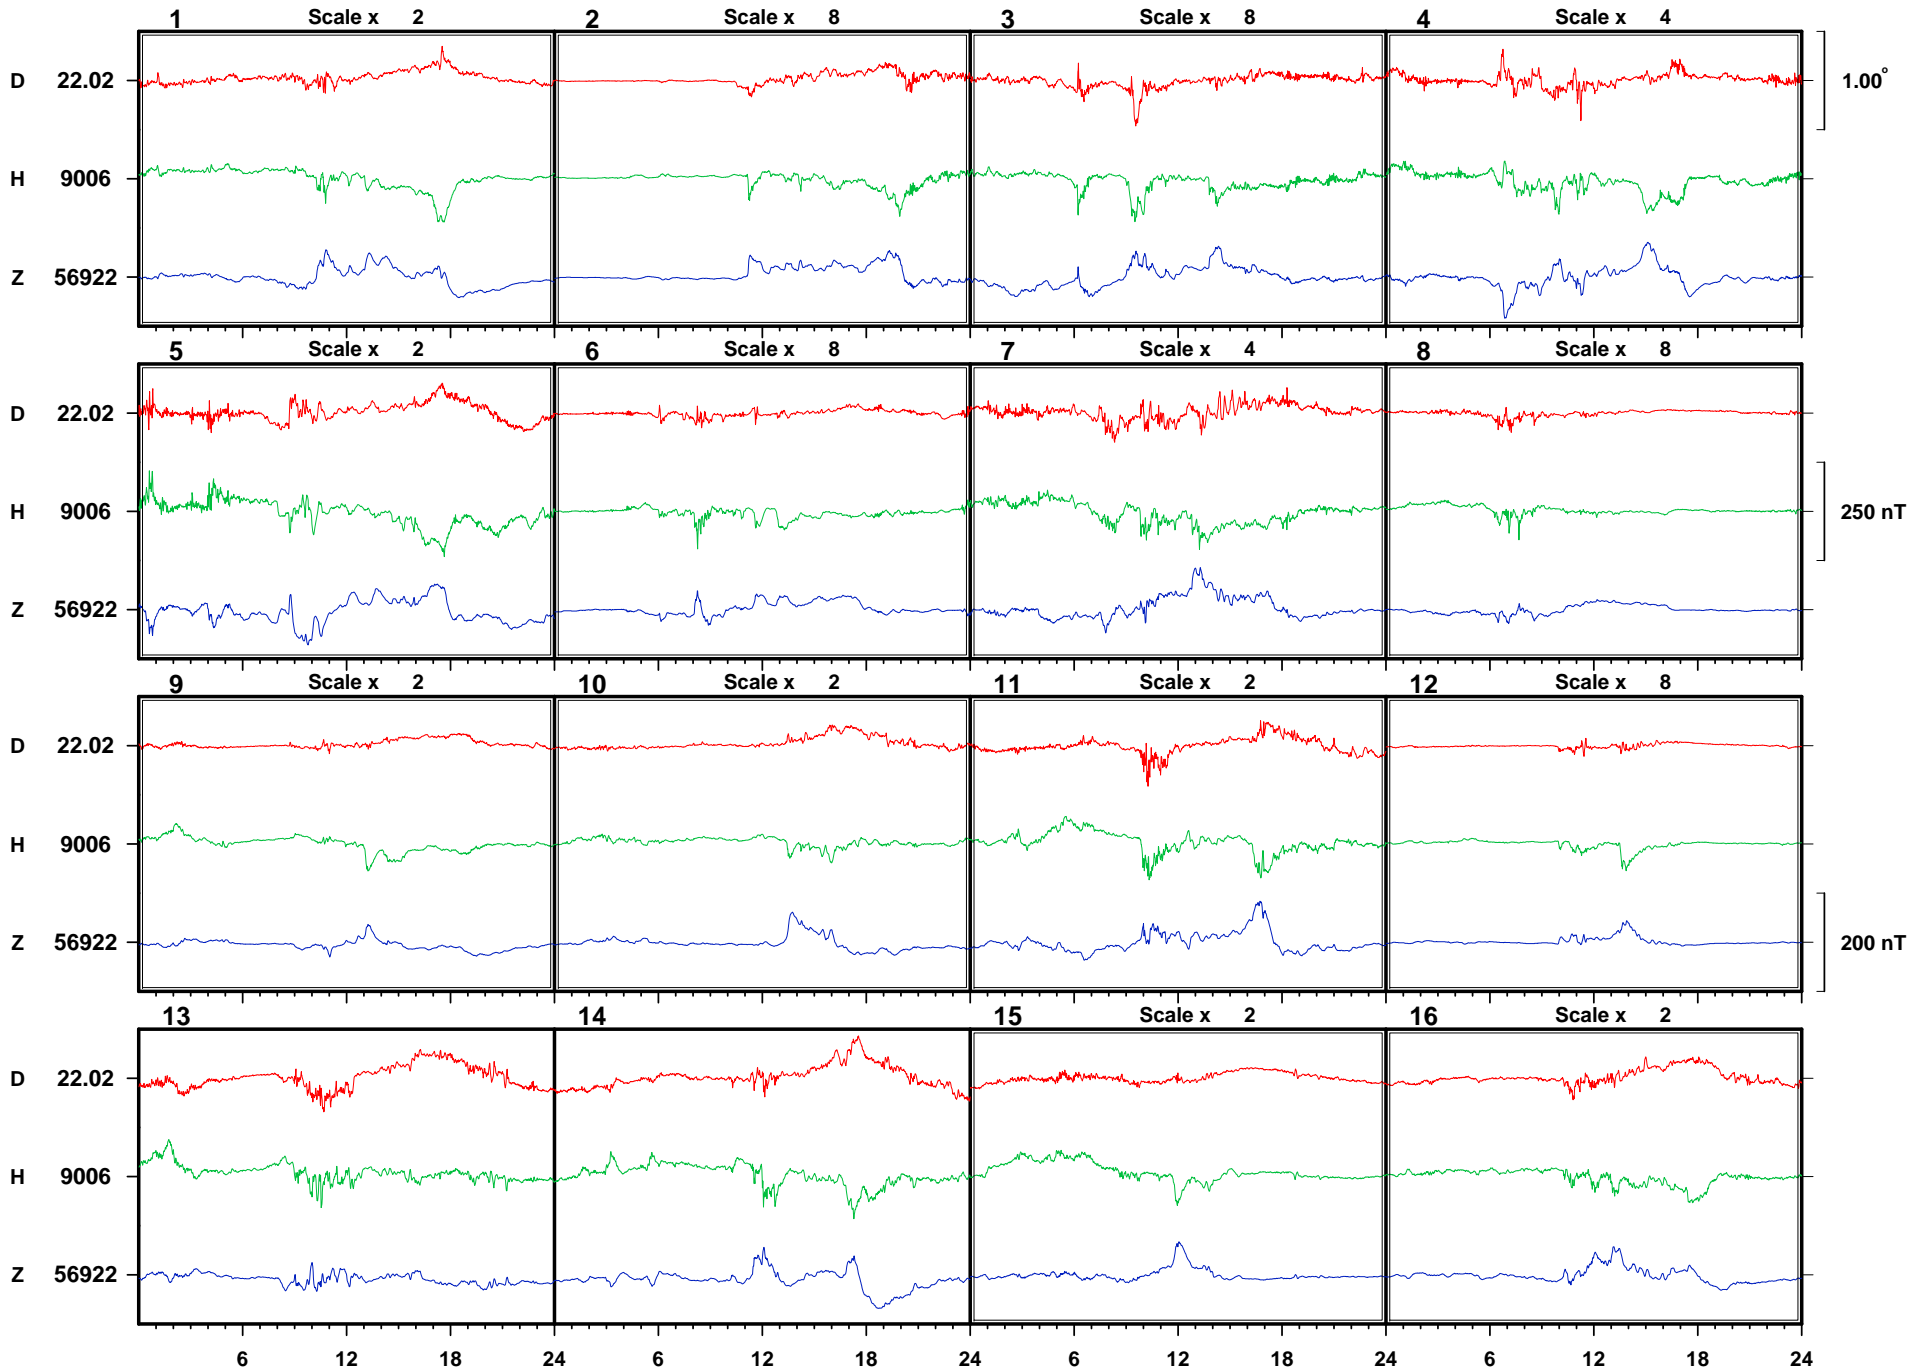 1 Scale x 2 2 Scale x 8 3 Scale x 8 4 Scale x 4
D 22.02 1.00°
H 9006
Z 56922
5 Scale x 2 6 Scale x 8 7 Scale x 4 8 Scale x 8
D 22.02
H 9006 250 nT
Z 56922
9 Scale x 2 10 Scale x 2 11 Scale x 2 12 Scale x 8
D 22.02
H 9006
Z 56922 200 nT
13 14 15 Scale x 2 16 Scale x 2
D 22.02
H 9006
Z 56922
6 12 18 24 6 12 18 24 6 12 18 24 6 12 18 24